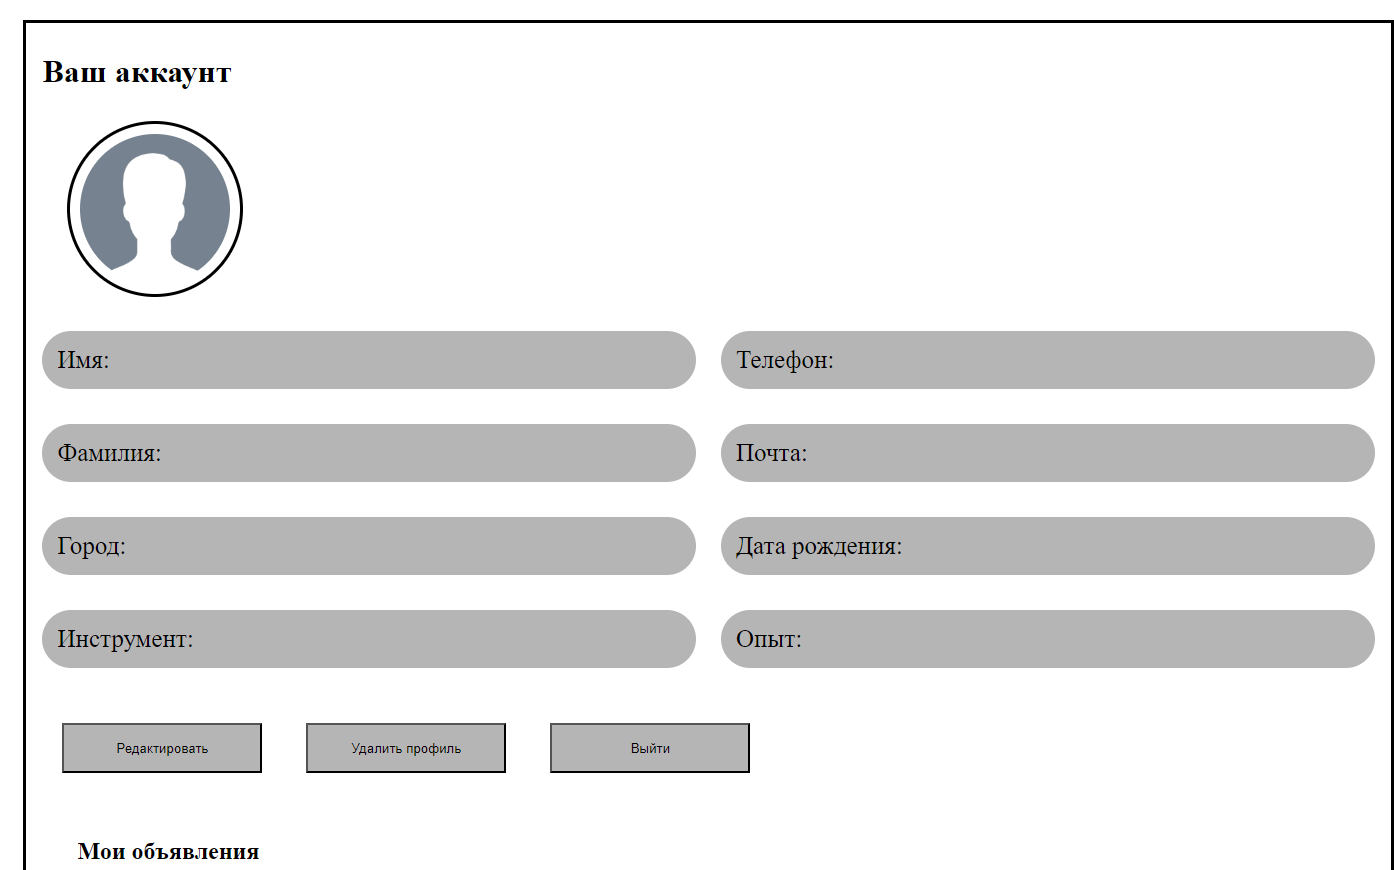 Ваш аккаунт
Имя:
Телефон:
Фамилия:
Почта:
Город:
Дата рождения:
Инструмент:
Опыт:
Редактировать
Удалить профиль
Выйти
Мои объявления